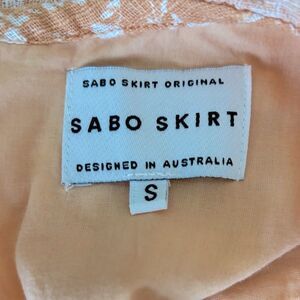 SABO SKIRT ORIGINAL
SABO SKIRT
DESIGNED IN AUSTRALIA
S